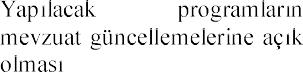 Yapılacak programların
mevzuat güncellemelerine açık
olması